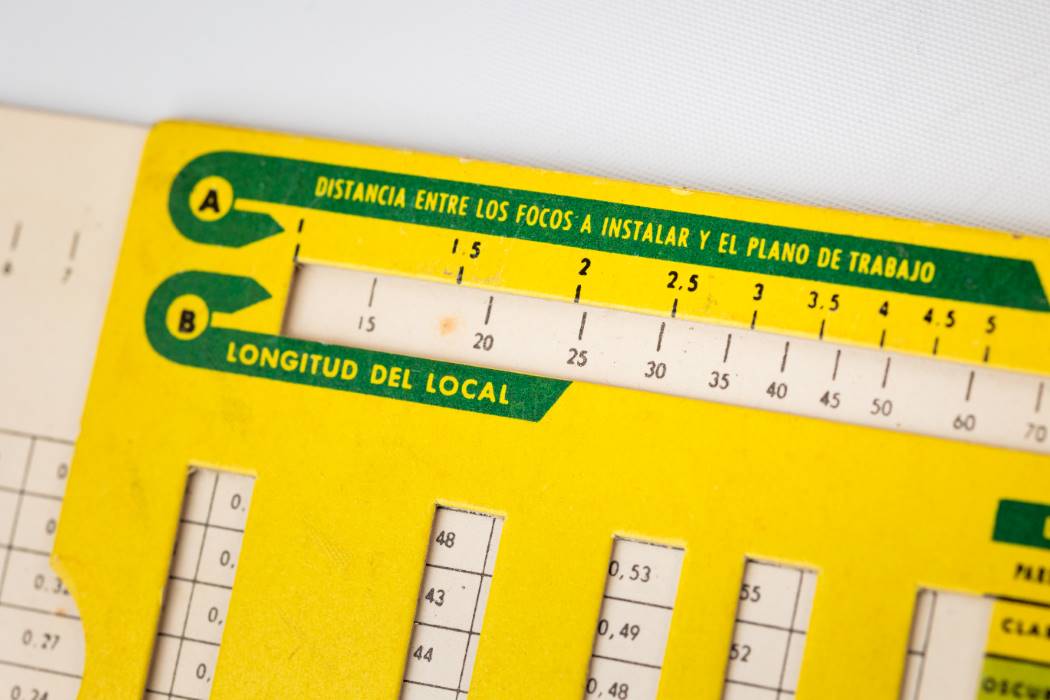 A DISTANCIA ENTRE LOS FOCOS A INSTALAR Y EL PLANO DE TRABAJO
1 1.5 2 2,5 3 3,5 4 4.5 5
15 20 25 30 35 40 45 50 60 70
B LONGITUD DEL LOCAL
48 0,53 55
43 0,49 52
44 0,48
0.27
0.24